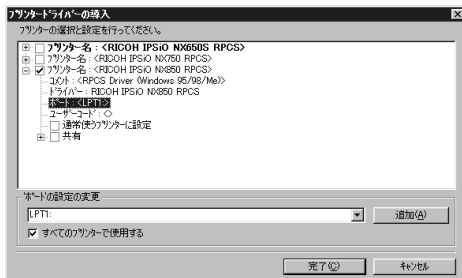 プリンタードライバーの導入
プリンターの選択と設定を行ってください。
プリンター名 : <RICOH IPSiO NX650S RPCS>
プリンター名 : <RICOH IPSiO NX750 RPCS>
プリンター名 : <RICOH IPSiO NX850 RPCS>
コメント : <RPCS Driver (Windows 95/98/Me)>
ドライバー : RICOH IPSiO NX850 RPCS
ポート : <LPT1:>
ユーザーコード : <>
通常使うプリンターに設定
共有
ポートの設定の変更
LPT1:
追加(A)
すべてのプリンターで使用する
完了(C)
キャンセル